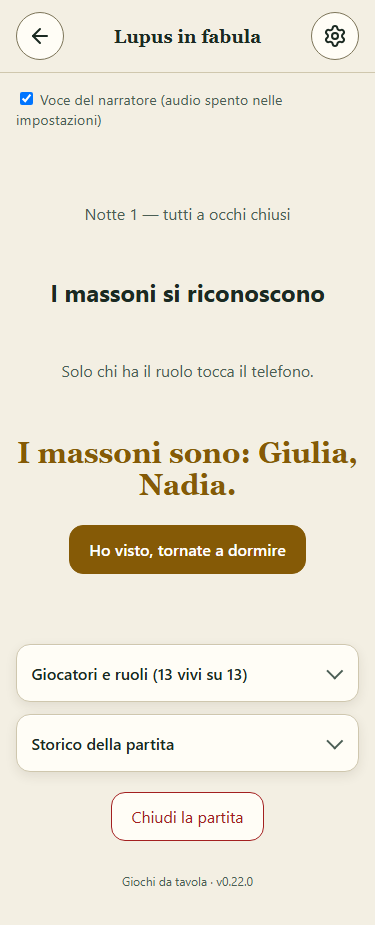 Lupus in fabula
Voce del narratore (audio spento nelle
impostazioni)
Notte 1 — tutti a occhi chiusi
I massoni si riconoscono
Solo chi ha il ruolo tocca il telefono.
I massoni sono: Giulia,
Nadia.
Ho visto, tornate a dormire
Giocatori e ruoli (13 vivi su 13)
Storico della partita
Chiudi la partita
Giochi da tavola · v0.22.0